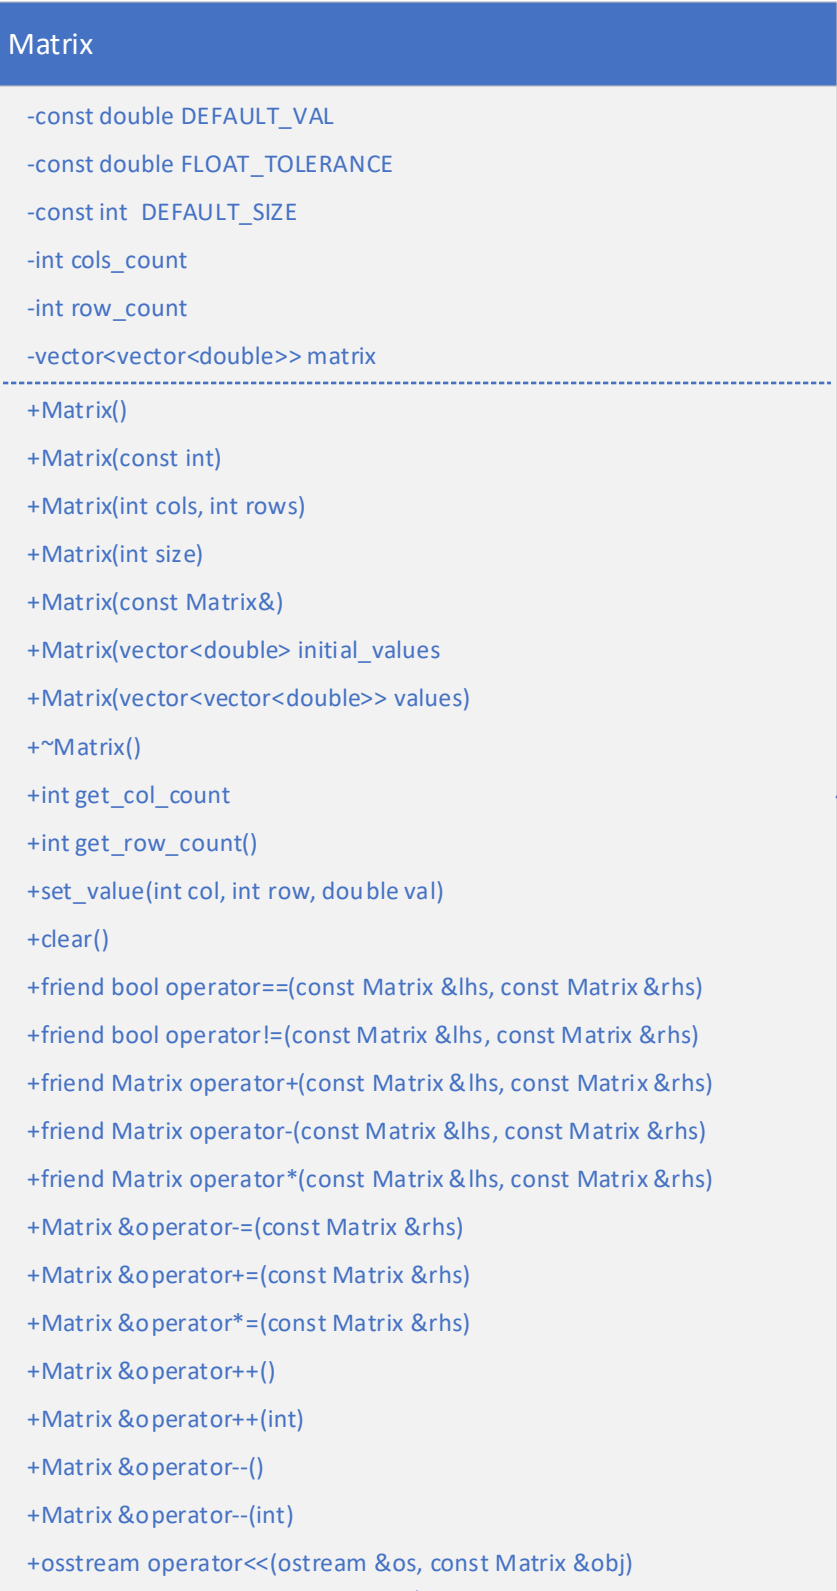 Matrix
-const double DEFAULT_VAL
-const double FLOAT_TOLERANCE
-const int DEFAULT_SIZE
-int cols_count
-int row_count
-vector<vector<double>> matrix
+Matrix()
+Matrix(const int)
+Matrix(int cols, int rows)
+Matrix(int size)
+Matrix(const Matrix&)
+Matrix(vector<double> initial_values
+Matrix(vector<vector<double>> values)
+~Matrix()
+int get_col_count
+int get_row_count()
+set_value(int col, int row, double val)
+clear()
+friend bool operator==(const Matrix &lhs, const Matrix &rhs)
+friend bool operator!=(const Matrix &lhs, const Matrix &rhs)
+friend Matrix operator+(const Matrix &lhs, const Matrix &rhs)
+friend Matrix operator-(const Matrix &lhs, const Matrix &rhs)
+friend Matrix operator*(const Matrix &lhs, const Matrix &rhs)
+Matrix &operator-=(const Matrix &rhs)
+Matrix &operator+=(const Matrix &rhs)
+Matrix &operator*=(const Matrix &rhs)
+Matrix &operator++()
+Matrix &operator++(int)
+Matrix &operator--()
+Matrix &operator--(int)
+osstream operator<<(ostream &os, const Matrix &obj)